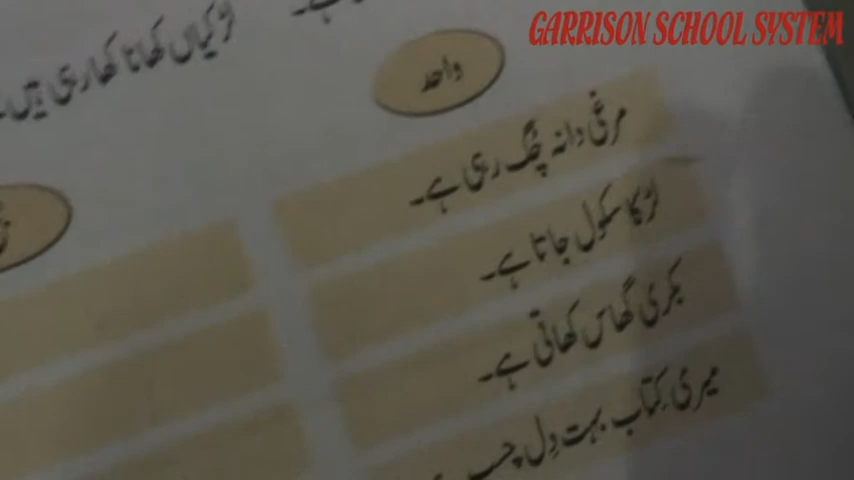 GARRISON SCHOOL SYSTEM
لڑکیاں کھانا کھا رہی ہیں۔
واحد
مرغی دانہ چگ رہی ہے۔
لڑکا سکول جاتا ہے۔
بکری گھاس کھاتی ہے۔
میری کتاب بہت دِل چسپ